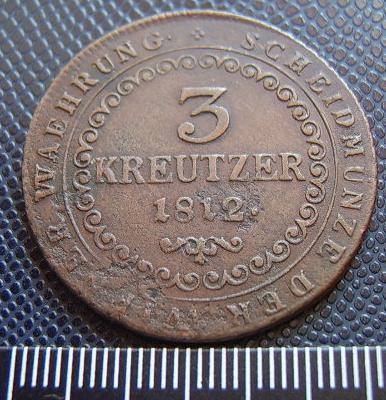 SCHEIDMUNZE DER WAEHRUNG.
3
KREUTZER
1812.